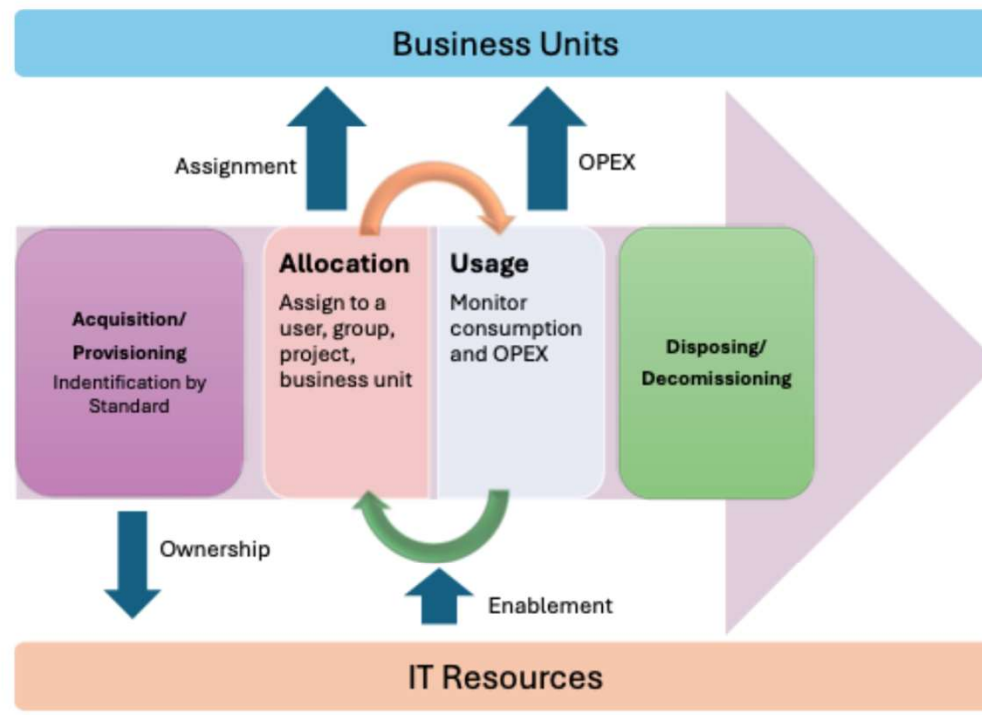 Business Units
Assignment
OPEX
Acquisition/
Provisioning
Indentification by
Standard
Allocation
Assign to a
user, group,
project,
business unit
Usage
Monitor
consumption
and OPEX
Disposing/
Decomissioning
Ownership
Enablement
IT Resources